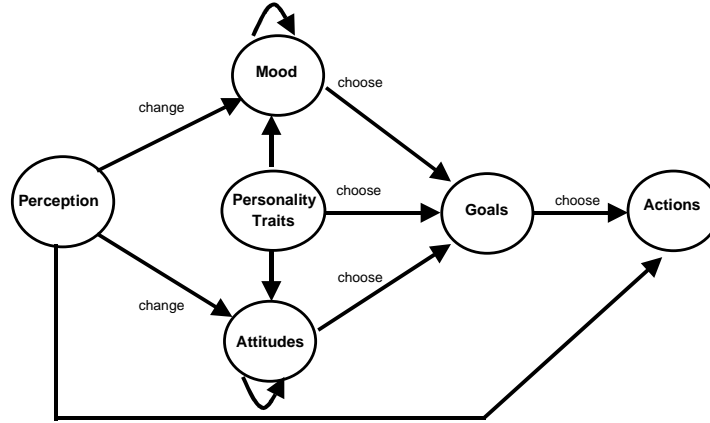 Mood
choose
change
Perception
Personality
Traits
choose
Goals
choose
Actions
change
choose
Attitudes